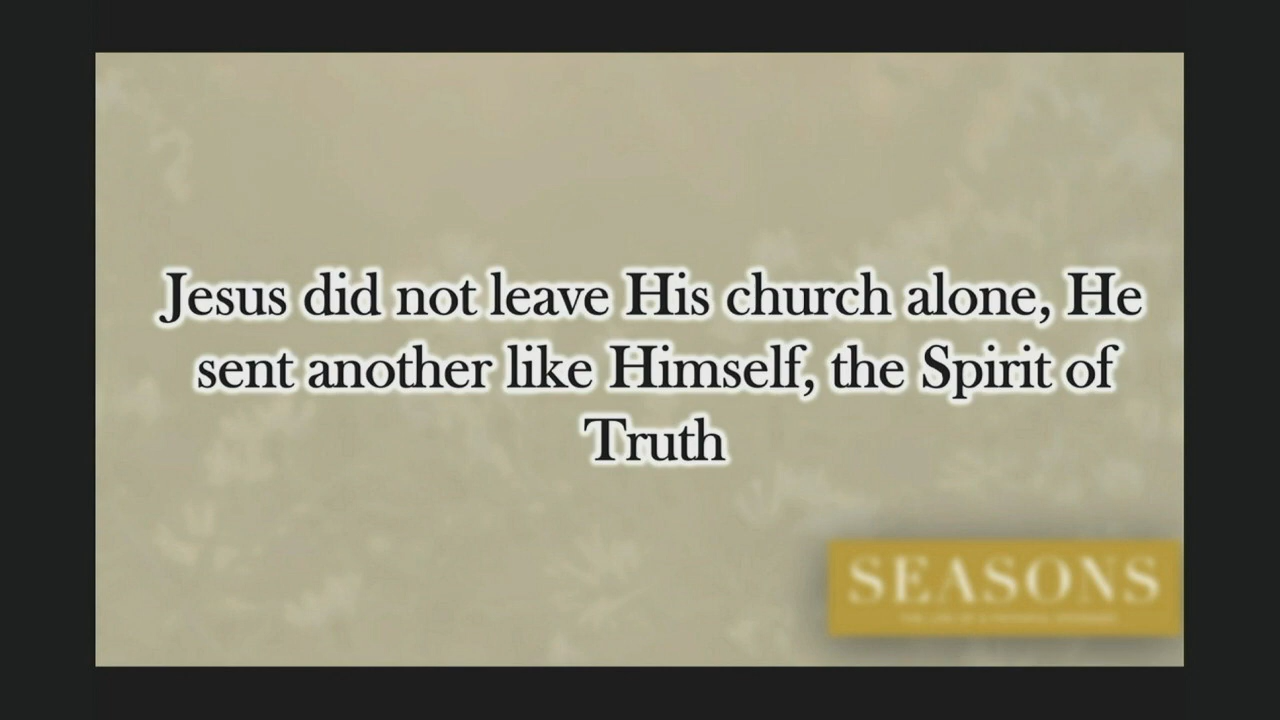 Jesus did not leave His church alone, He
sent another like Himself, the Spirit of
Truth
SEASONS